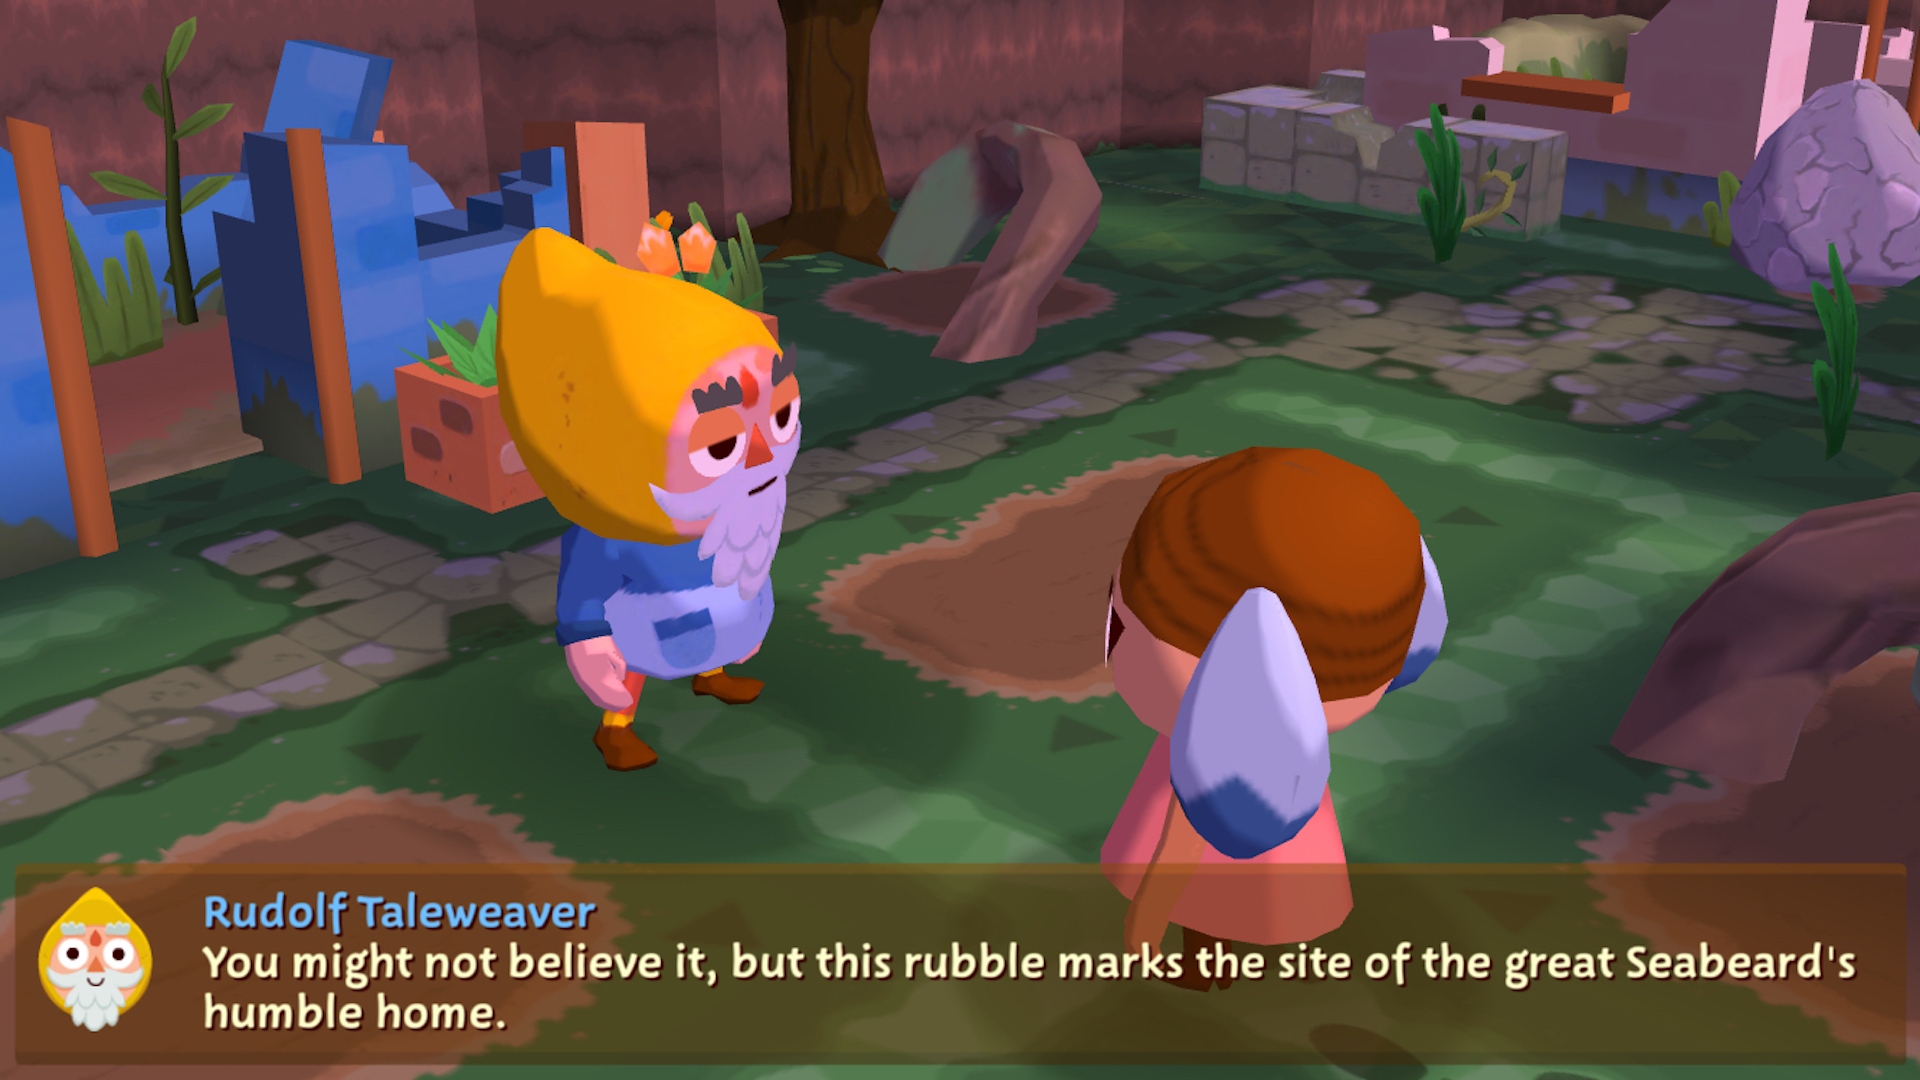 Rudolf Taleweaver
You might not believe it, but this rubble marks the site of the great Seabeard's
humble home.